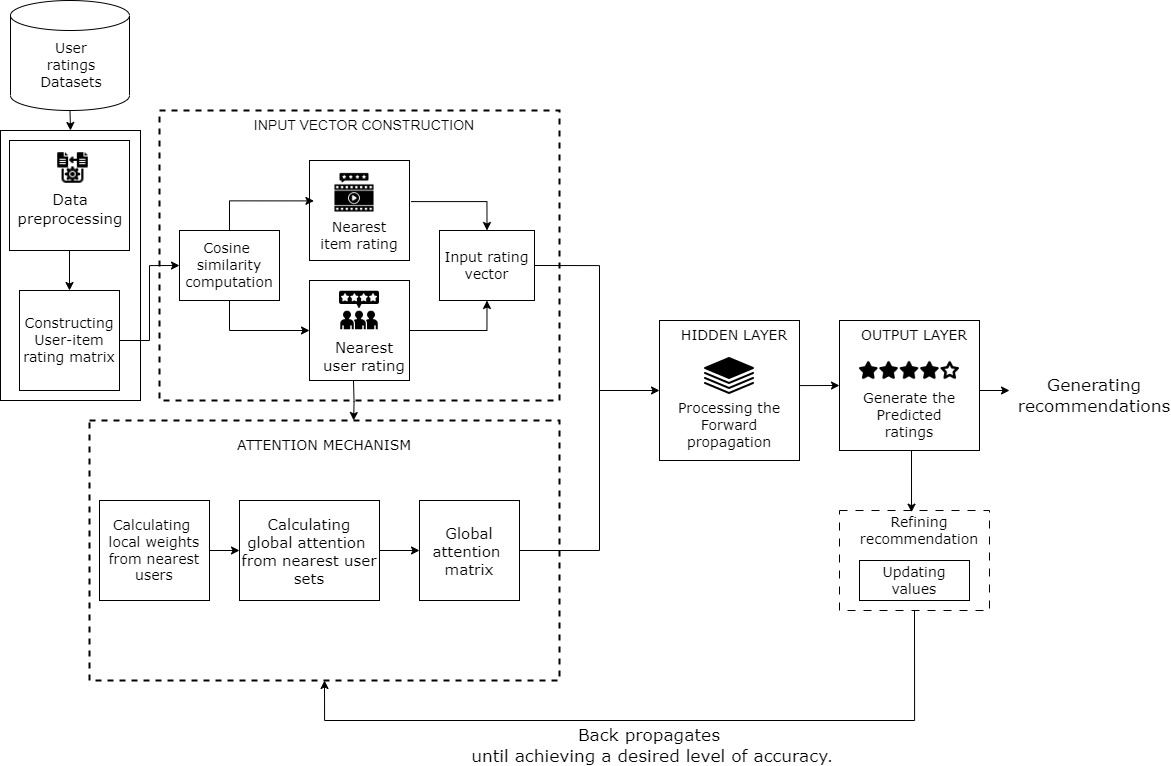 User
ratings
Datasets
Data
preprocessing
Constructing
User-item
rating matrix
INPUT VECTOR CONSTRUCTION
Cosine
similarity
computation
Nearest
item rating
Nearest
user rating
Input rating
vector
ATTENTION MECHANISM
Calculating
local weights
from nearest
users
Calculating
global attention
from nearest user
sets
Global
attention
matrix
HIDDEN LAYER
Processing the
Forward
propagation
OUTPUT LAYER
Generate the
Predicted
ratings
Generating
recommendations
Refining
recommendation
Updating
values
Back propagates
until achieving a desired level of accuracy.